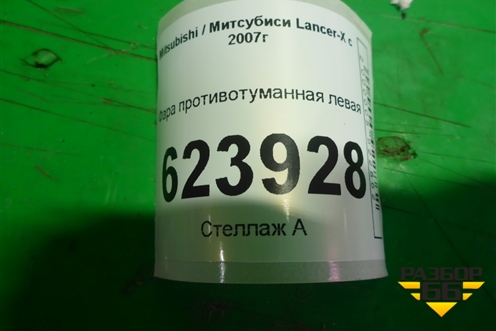 Mitsubishi / Митсубиси Lancer-X с
2007г
Фара противотуманная левая
623928
Стеллаж А
РАЗБОР
66